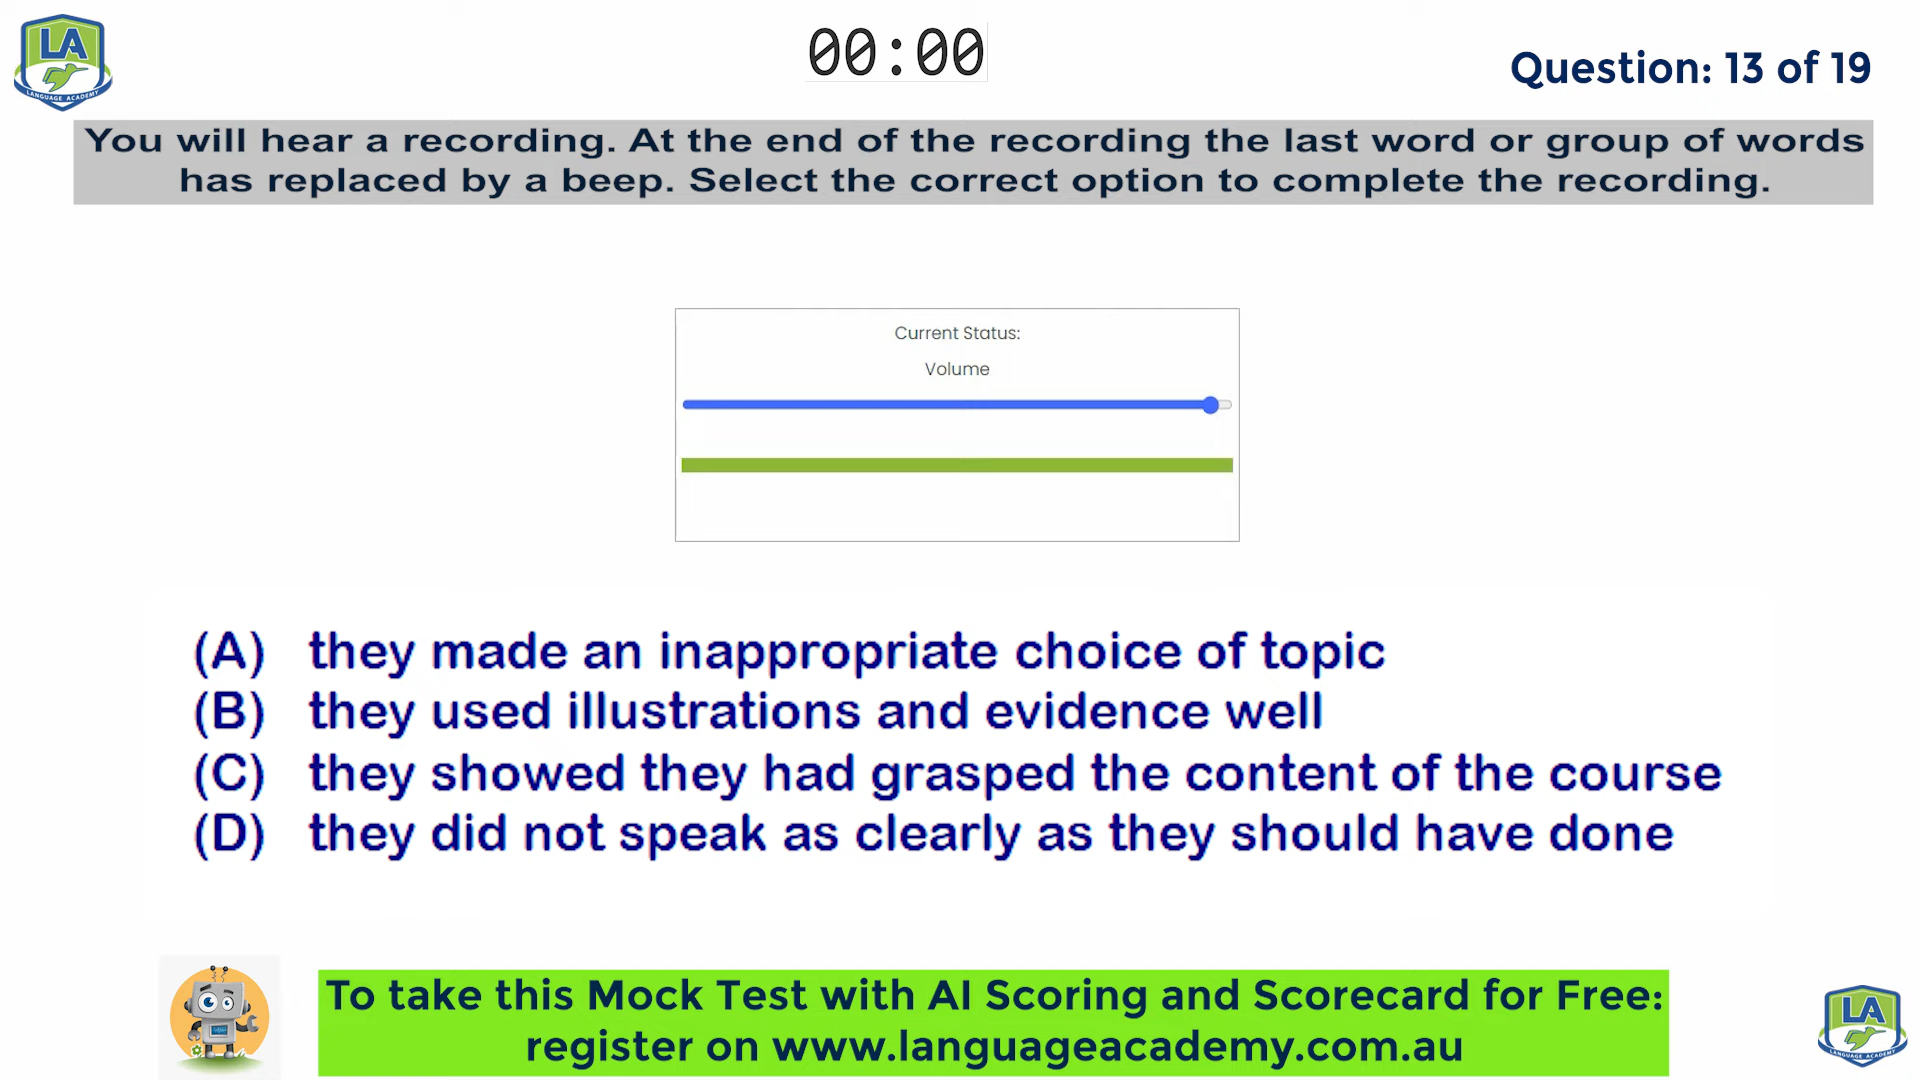 LA
LANGUAGE ACADEMY
00:00
Question: 13 of 19
You will hear a recording. At the end of the recording the last word or group of words
has replaced by a beep. Select the correct option to complete the recording.
Current Status:
Volume
(A) they made an inappropriate choice of topic
(B) they used illustrations and evidence well
(C) they showed they had grasped the content of the course
(D) they did not speak as clearly as they should have done
To take this Mock Test with AI Scoring and Scorecard for Free:
register on www.languageacademy.com.au
LA
LANGUAGE ACADEMY